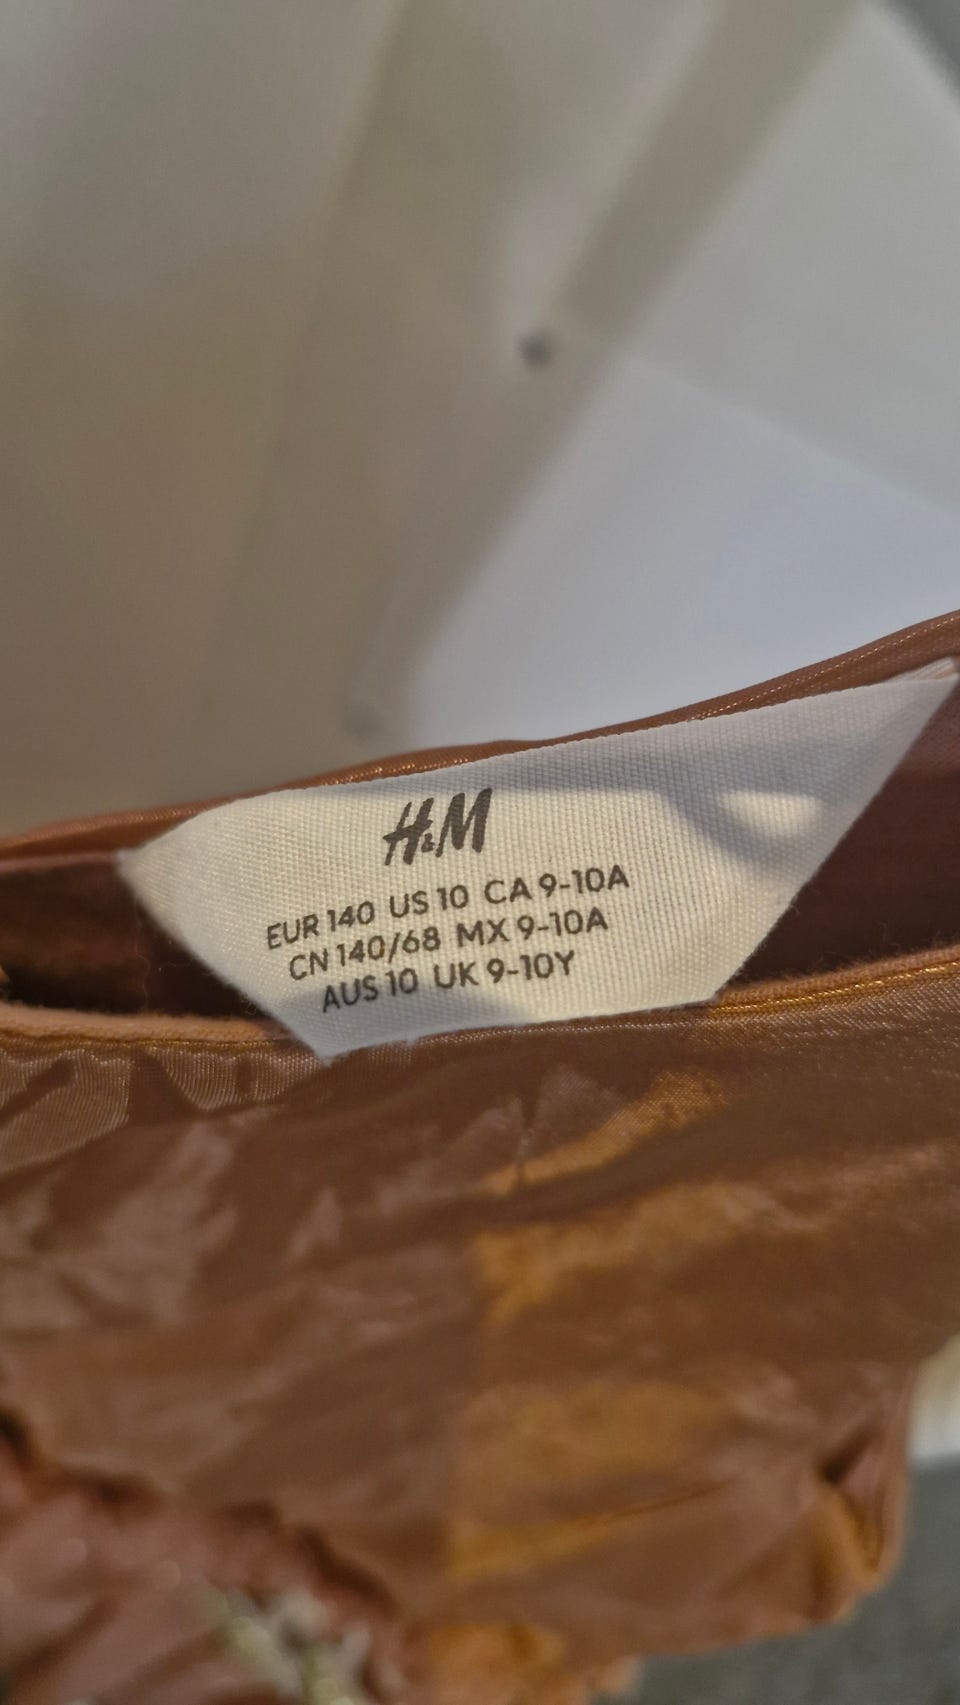 H&M
EUR 140 US 10 CA 9-10A
CN 140/68 MX 9-10A
AUS 10 UK 9-10Y